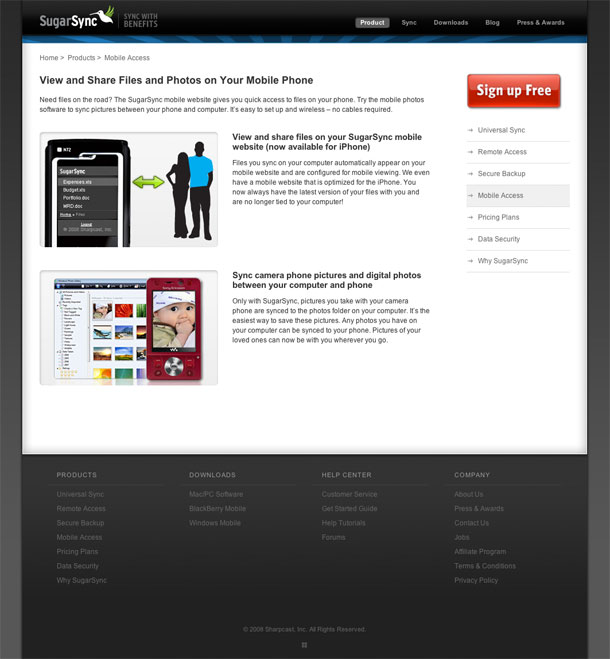 SugarSync
SYNC WITH
BENEFITS
Product
Sync
Downloads
Blog
Press & Awards
Home > Products > Mobile Access
View and Share Files and Photos on Your Mobile Phone
Need files on the road? The SugarSync mobile website gives you quick access to files on your phone. Try the mobile photos
software to sync pictures between your phone and computer. It's easy to set up and wireless – no cables required.
NTZ
SugarSync
Expenses.xls
Budget.xls
Portfolio.doc
WRD.doc
Home
Logout
© 2008 Sharpcast, Inc.
View and share files on your SugarSync mobile
website (now available for iPhone)
Files you sync on your computer automatically appear on your
mobile website and are configured for mobile viewing. We even
have a mobile website that is optimized for the iPhone. You
now always have the latest version of your files with you and
are no longer tied to your computer!
Sony Ericsson
Sync camera phone pictures and digital photos
between your computer and phone
Only with SugarSync, pictures you take with your camera
phone are synced to the photos folder on your computer. It's the
easiest way to save these pictures. Any photos you have on
your computer can be synced to your phone. Pictures of your
loved ones can now be with you wherever you go.
Sign up Free
Universal Sync
Remote Access
Secure Backup
Mobile Access
Pricing Plans
Data Security
Why SugarSync
PRODUCTS
Universal Sync
Remote Access
Secure Backup
Mobile Access
Pricing Plans
Data Security
Why SugarSync
DOWNLOADS
Mac/PC Software
BlackBerry Mobile
Windows Mobile
HELP CENTER
Customer Service
Get Started Guide
Help Tutorials
Forums
COMPANY
About Us
Press & Awards
Contact Us
Jobs
Affiliate Program
Terms & Conditions
Privacy Policy
© 2008 Sharpcast, Inc. All Rights Reserved.